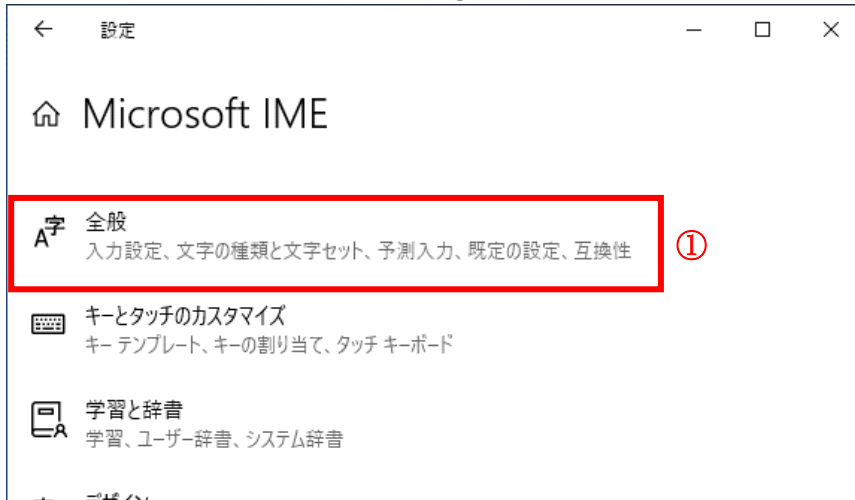 設定
Microsoft IME
全般
入力設定、文字の種類と文字セット、予測入力、既定の設定、互換性
①
キーとタッチのカスタマイズ
キー テンプレート、キーの割り当て、タッチ キーボード
学習と辞書
学習、ユーザー辞書、システム辞書
デザイン